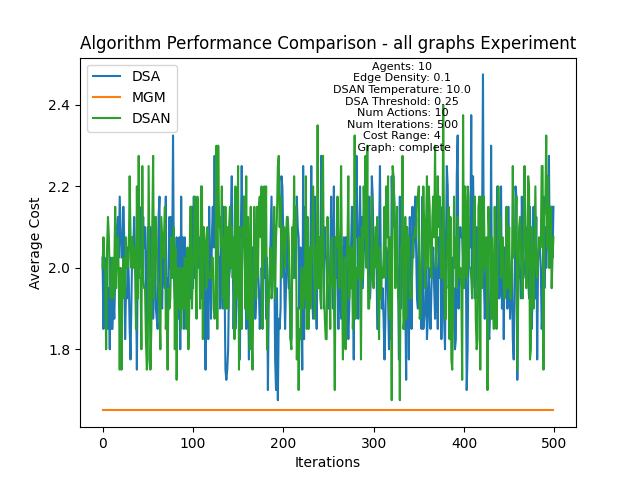 Algorithm Performance Comparison - all graphs Experiment
DSA
MGM
DSAN
Agents: 10
Edge Density: 0.1
DSAN Temperature: 10.0
DSA Threshold: 0.25
Num Actions: 10
Num Iterations: 500
Cost Range: 4
Graph: complete
Average Cost
2.4
2.2
2.0
1.8
0
100
200
300
400
500
Iterations